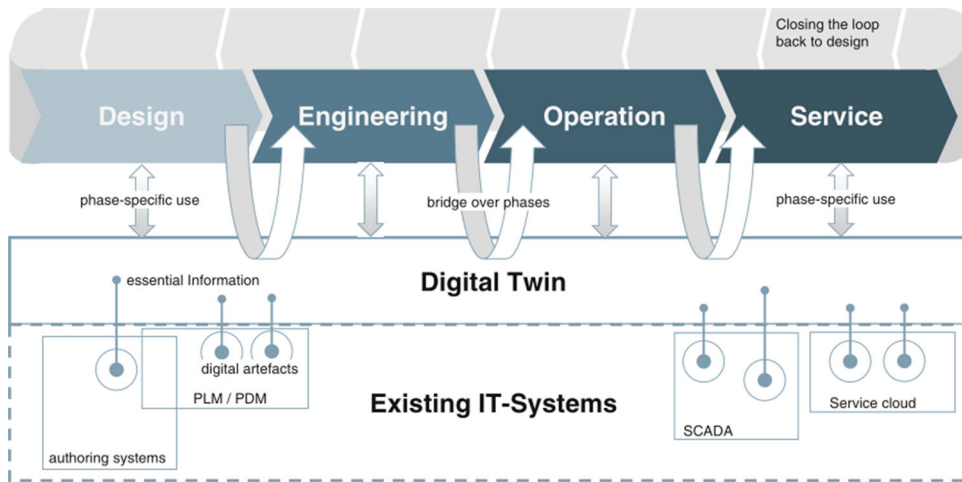 Closing the loop
back to design
Design
Engineering
Operation
Service
phase-specific use
bridge over phases
phase-specific use
Digital Twin
essential Information
digital artefacts
PLM / PDM
Existing IT-Systems
authoring systems
SCADA
Service cloud